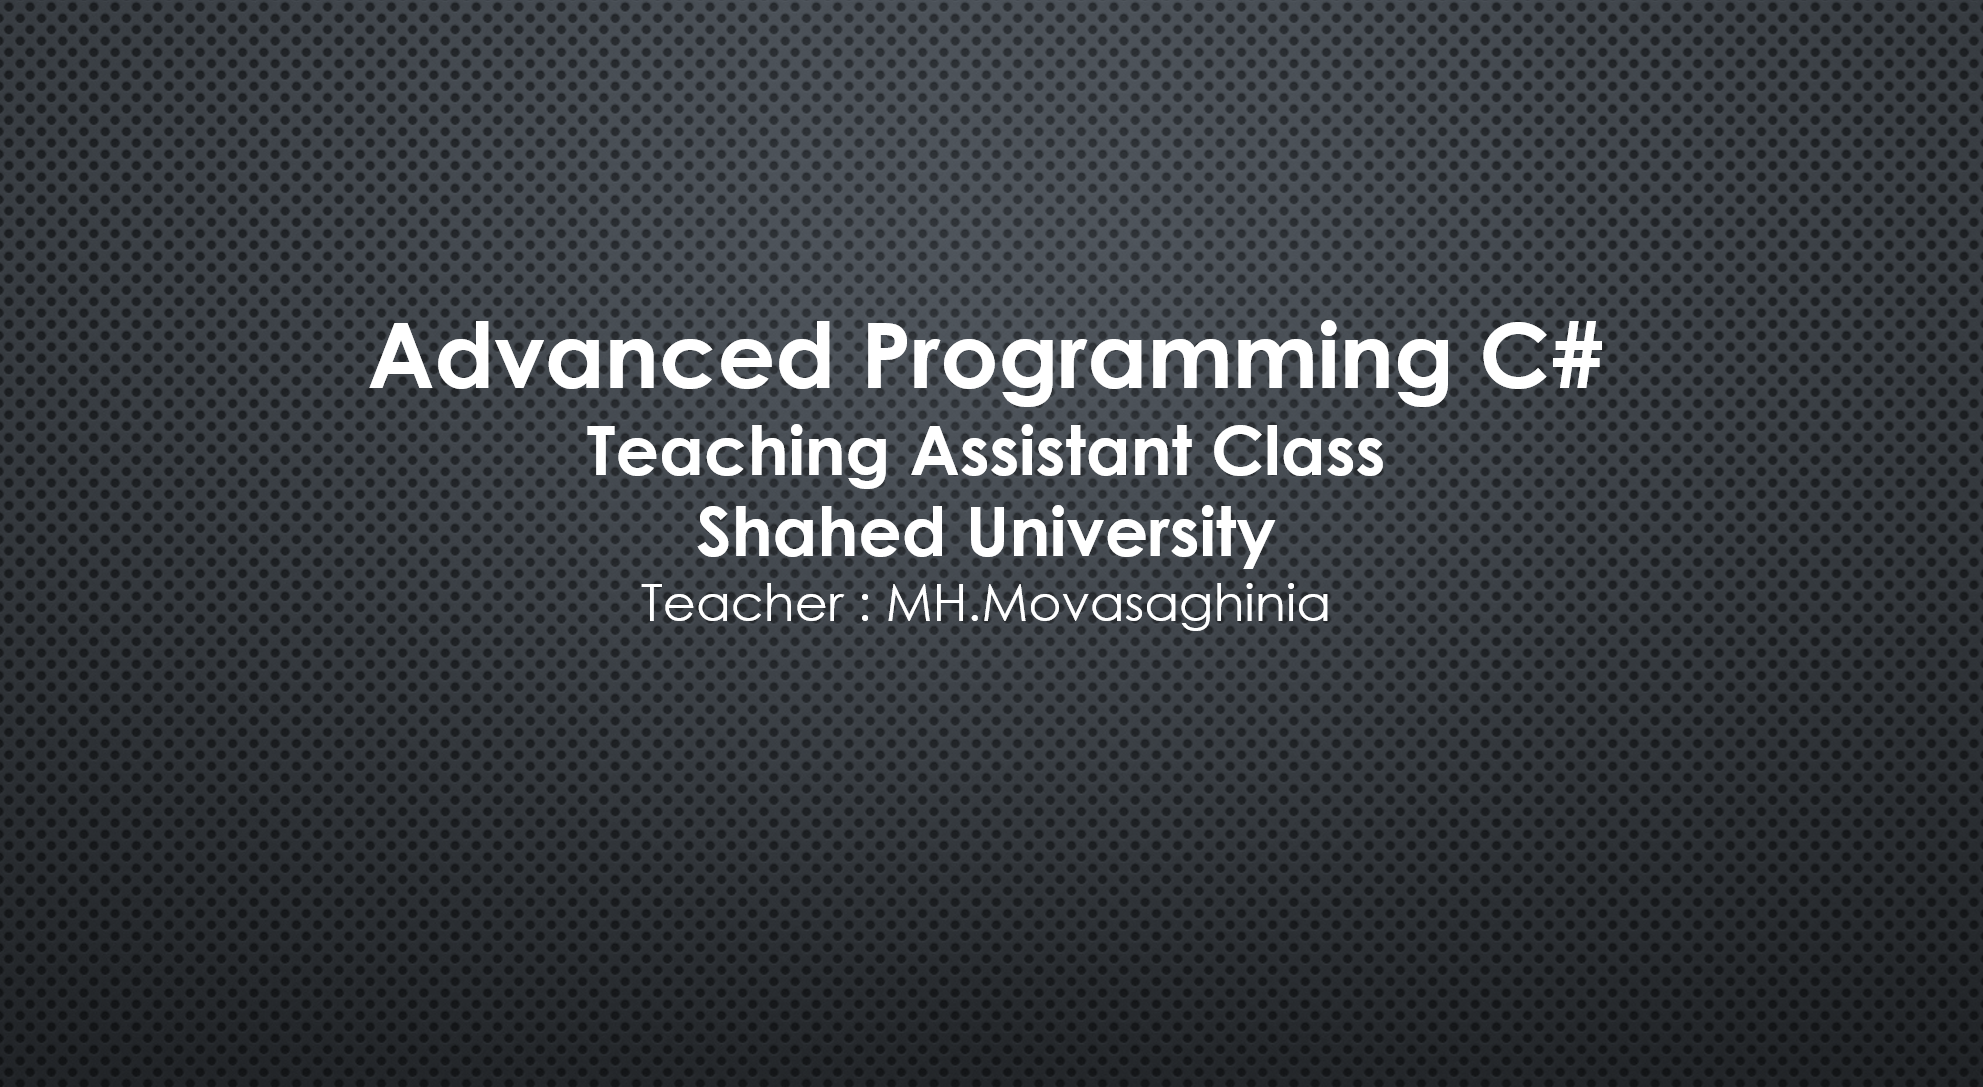 Advanced Programming C#
Teaching Assistant Class
Shahed University
Teacher : MH.Movasaghinia